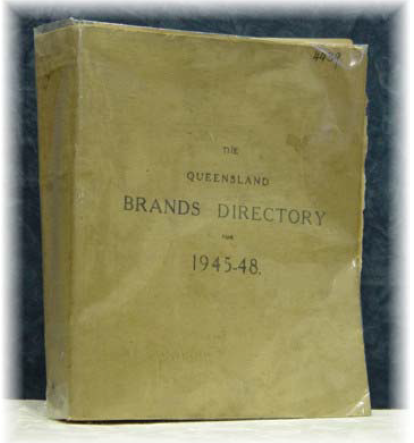 THE
QUEENSLAND
BRANDS DIRECTORY
FOR
1945-48.